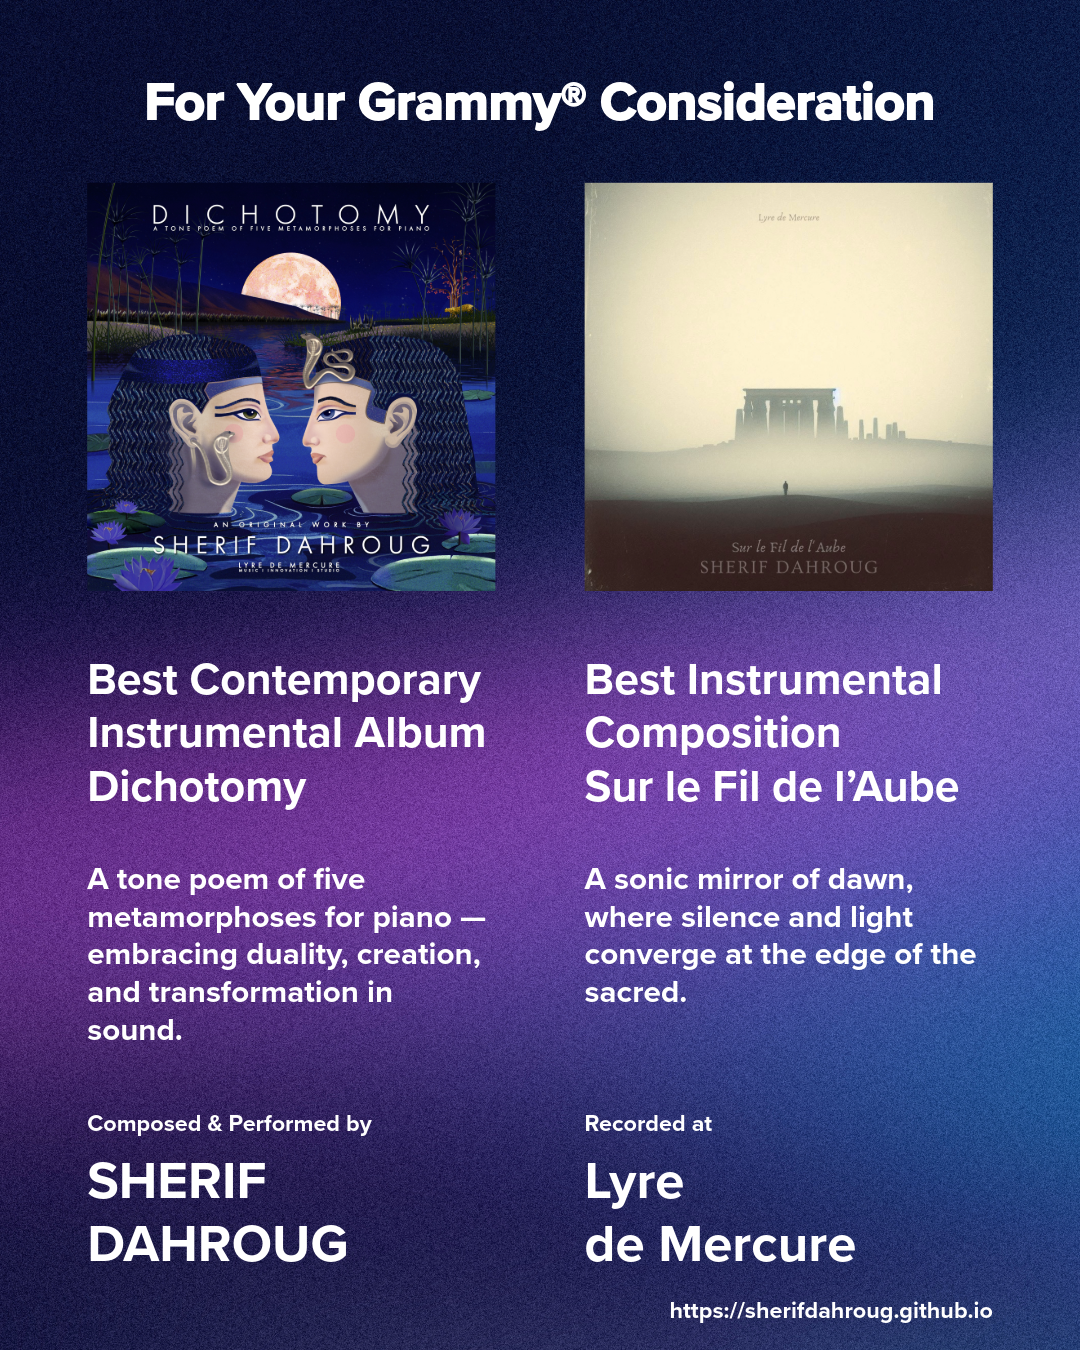 For Your Grammy® Consideration
DICHOTOMY
A TONE POEM OF FIVE METAMORPHOSES FOR PIANO
AN ORIGINAL WORK BY
SHERIF DAHROUG
LYRE DE MERCURE
MUSIC | INNOVATION | STUDIO
Lyre de Mercure
Sur le Fil de l'Aube
SHERIF DAHROUG
Best Contemporary
Instrumental Album
Dichotomy
A tone poem of five
metamorphoses for piano —
embracing duality, creation,
and transformation in
sound.
Composed & Performed by
SHERIF
DAHROUG
Best Instrumental
Composition
Sur le Fil de l’Aube
A sonic mirror of dawn,
where silence and light
converge at the edge of the
sacred.
Recorded at
Lyre
de Mercure
https://sherifdahroug.github.io